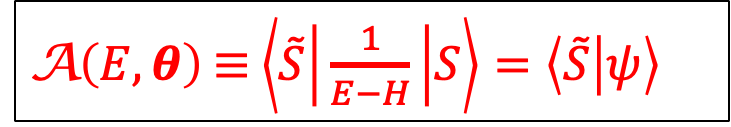 𝒜(E, θ) ≡ ⟨S̃| 1/(E−H) |S⟩ = ⟨S̃|ψ⟩